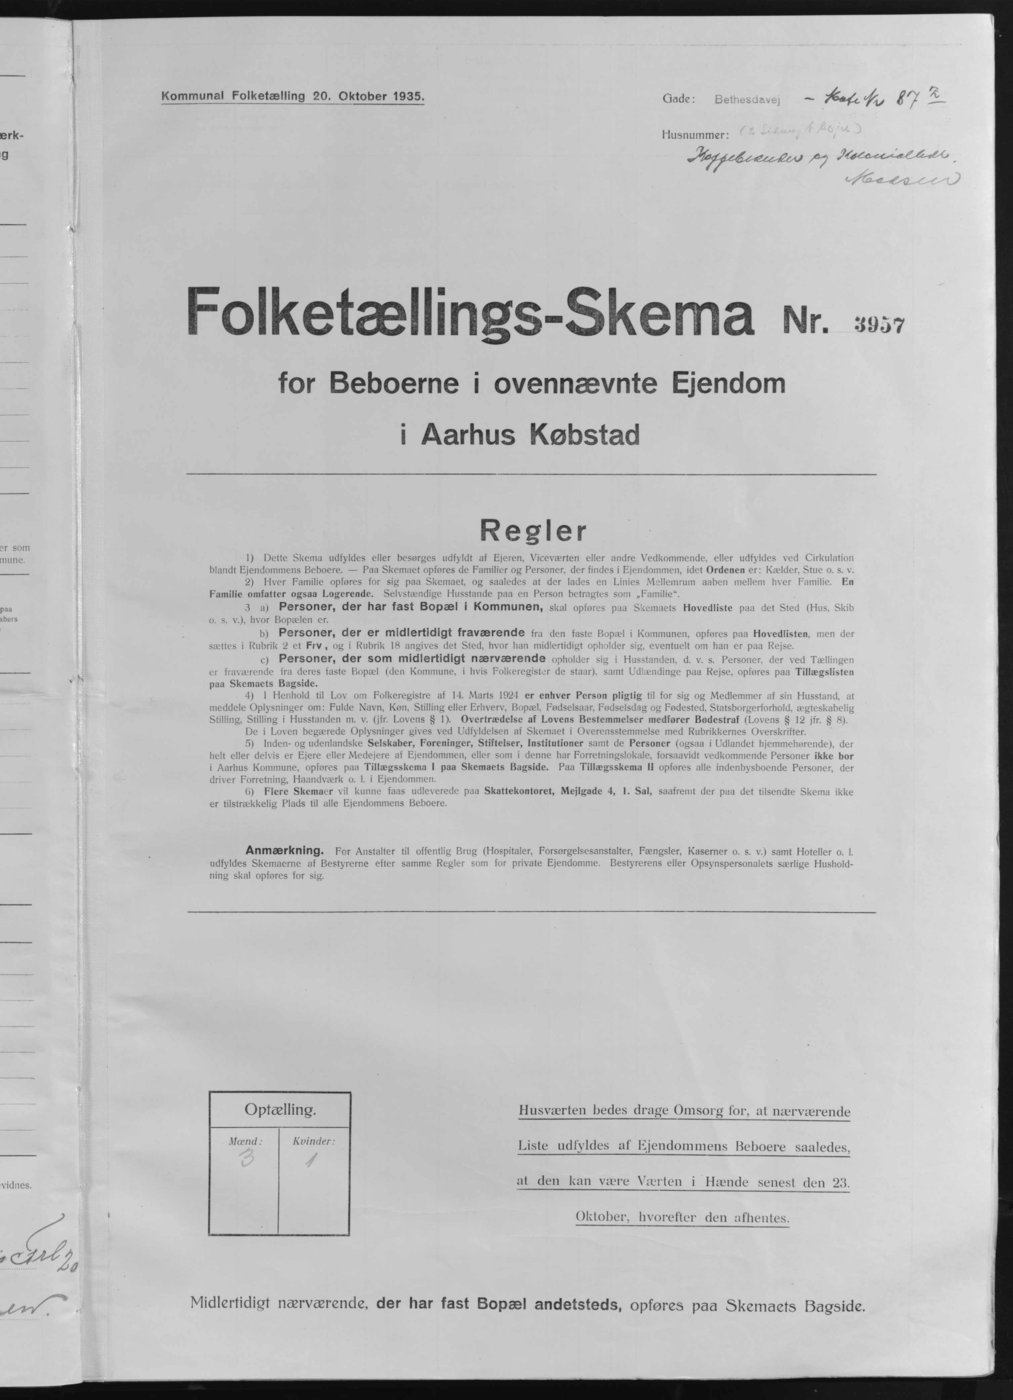 Kommunal Folketælling 20. Oktober 1935.
Gade: Bethesdavej – 87
Husnummer:
og
Madsen
Folketællings-Skema Nr. 3957
for Beboerne i ovennævnte Ejendom
i Aarhus Købstad
Regler
1) Dette Skema udfyldes eller besørges udfyldt af Ejeren, Viceværten eller andre Vedkommende, eller udfyldes ved Cirkulation
blandt Ejendommens Beboere. — Paa Skemaet opføres de Familier og Personer, der findes i Ejendommen, idet Ordenen er: Kælder, Stue o. s. v.
2) Hver Familie opføres for sig paa Skemaet, og saaledes at der lades en Linies Mellemrum aaben mellem hver Familie. En
Familie omfatter ogsaa Logerende. Selvstændige Husstande paa en Person betragtes som „Familie“.
3 a) Personer, der har fast Bopæl i Kommunen, skal opføres paa Skemaets Hovedliste paa det Sted (Hus, Skib
o. s. v.), hvor Bopælen er.
b) Personer, der er midlertidigt fraværende fra den faste Bopæl i Kommunen, opføres paa Hovedlisten, men der
sættes i Rubrik 2 et Frv., og i Rubrik 18 angives det Sted, hvor han midlertidigt opholder sig, eventuelt om han er paa Rejse.
c) Personer, der som midlertidigt nærværende opholder sig i Husstanden, d. v. s. Personer, der ved Tællingen
er fraværende fra deres faste Bopæl (den Kommune, i hvis Folkeregister de staar), samt Udlændinge paa Rejse, opføres paa Tillægslisten
paa Skemaets Bagside.
4) I Henhold til Lov om Folkeregistre af 14. Marts 1924 er enhver Person pligtig til for sig og Medlemmer af sin Husstand, at
meddele Oplysninger om: Fulde Navn, Køn, Stilling eller Erhverv, Bopæl, Fødselsaar, Fødselsdag og Fødested, Statsborgerforhold, ægteskabelig
Stilling, Stilling i Husstanden m. v. (jfr. Lovens § 1). Overtrædelse af Lovens Bestemmelser medfører Bødestraf (Lovens § 12 jfr. § 8).
De i Loven begærede Oplysninger gives ved Udfyldelsen af Skemaet i Overensstemmelse med Rubrikkernes Overskrifter.
5) Inden- og udenlandske Selskaber, Foreninger, Stiftelser, Institutioner samt de Personer (ogsaa i Udlandet hjemmehørende), der
helt eller delvis er Ejere eller Medejere af Ejendommen, eller som i denne har Forretningslokale, forsaavidt vedkommende Personer ikke bor
i Aarhus Kommune, opføres paa Tillægsskema I paa Skemaets Bagside. Paa Tillægsskema II opføres alle indenbysboende Personer, der
driver Forretning, Haandværk o. l. i Ejendommen.
6) Flere Skemaer vil kunne faas udleverede paa Skattekontoret, Mejlgade 4, 1. Sal, saafremt der paa det tilsendte Skema ikke
er tilstrækkelig Plads til alle Ejendommens Beboere.
Anmærkning. For Anstalter til offentlig Brug (Hospitaler, Forsørgelsesanstalter, Fængsler, Kaserner o. s. v.) samt Hoteller o. l.
udfyldes Skemaerne af Bestyrerne efter samme Regler som for private Ejendomme. Bestyrerens eller Opsynspersonalets særlige Hushold-
ning skal opføres for sig.
Optælling.
Mænd: Kvinder:
3 1
Husværten bedes drage Omsorg for, at nærværende
Liste udfyldes af Ejendommens Beboere saaledes,
at den kan være Værten i Hænde senest den 23.
Oktober, hvorefter den afhentes.
Midlertidigt nærværende, der har fast Bopæl andetsteds, opføres paa Skemaets Bagside.